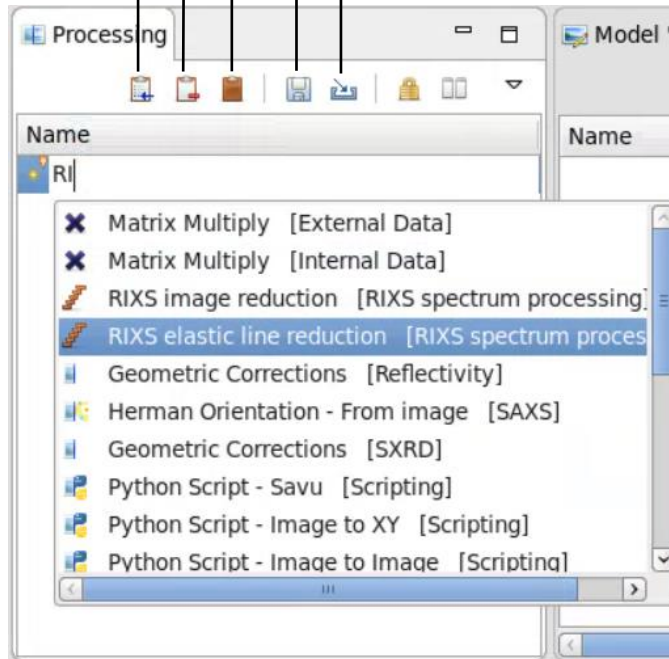 Processing
Model
Name
Name
RI
Matrix Multiply [External Data]
Matrix Multiply [Internal Data]
RIXS image reduction [RIXS spectrum processing]
RIXS elastic line reduction [RIXS spectrum proces
Geometric Corrections [Reflectivity]
Herman Orientation - From image [SAXS]
Geometric Corrections [SXRD]
Python Script - Savu [Scripting]
Python Script - Image to XY [Scripting]
Python Script - Image to Image [Scripting]